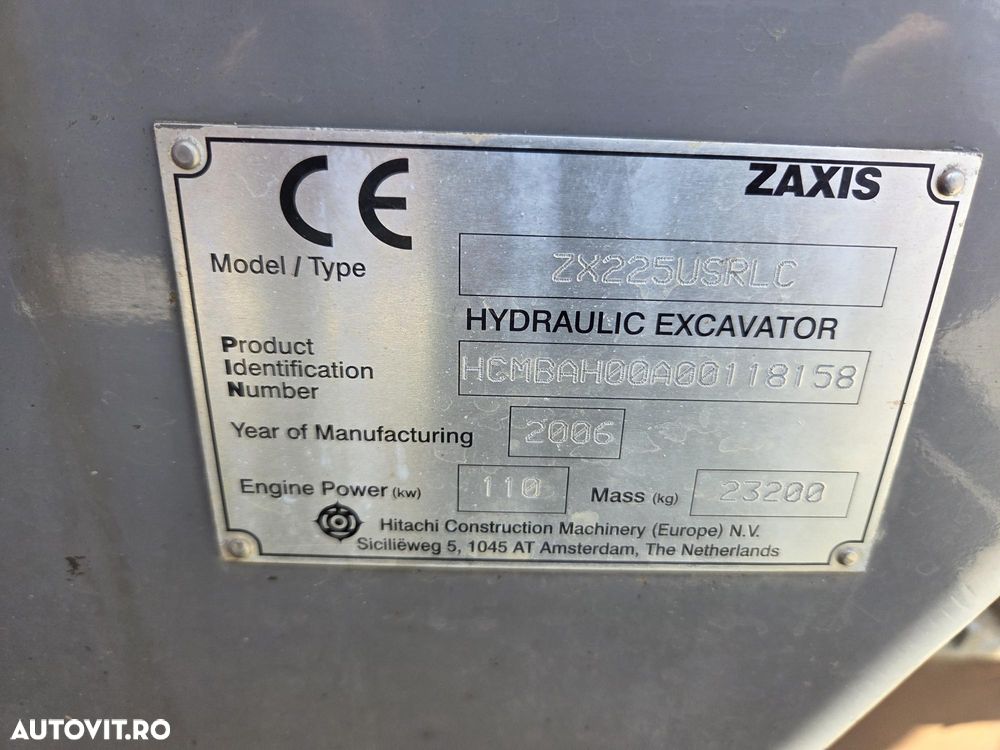 CE
ZAXIS
Model / Type
ZX225USRLC
HYDRAULIC EXCAVATOR
Product
Identification
Number
HCMBAH00A00118158
Year of Manufacturing
2006
Engine Power (kw)
110
Mass (kg)
23200
Hitachi Construction Machinery (Europe) N.V.
Siciliëweg 5, 1045 AT Amsterdam, The Netherlands
AUTOVIT.RO